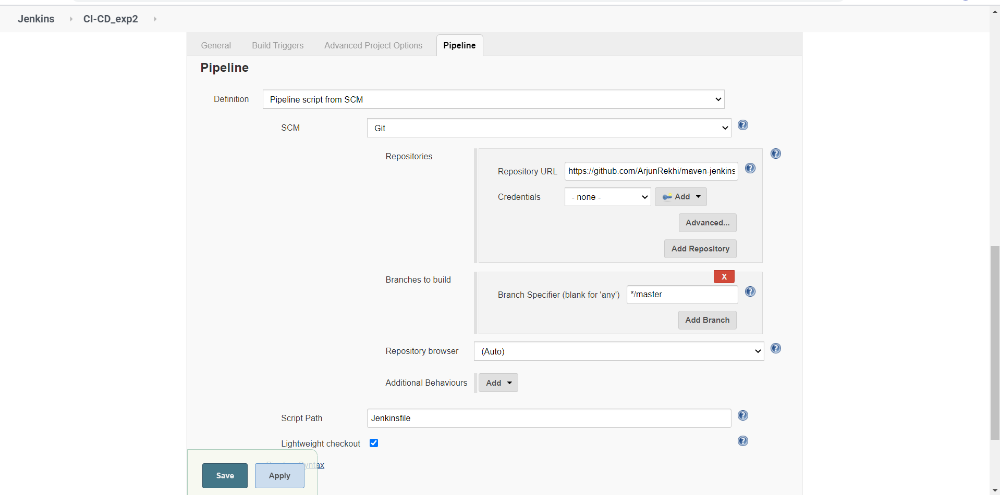 Jenkins CI-CD_exp2
General Build Triggers Advanced Project Options Pipeline
Pipeline
Definition Pipeline script from SCM
SCM Git
Repositories
Repository URL https://github.com/ArjunRekhi/maven-jenkins
Credentials - none - Add
Advanced...
Add Repository
Branches to build
X
Branch Specifier (blank for 'any') */master
Add Branch
Repository browser (Auto)
Additional Behaviours Add
Script Path Jenkinsfile
Lightweight checkout
Pipeline Syntax
Save Apply